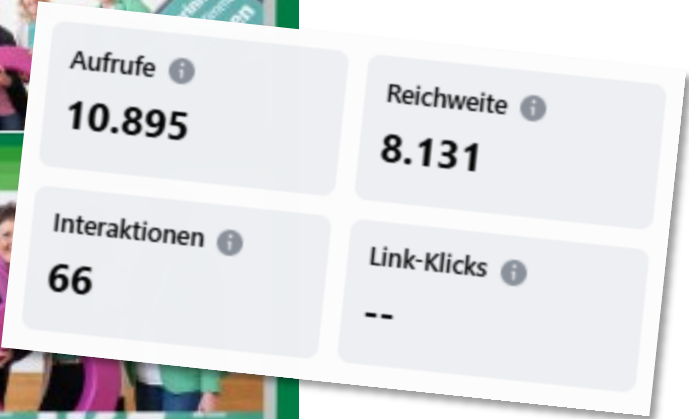 Aufrufe
10.895
Reichweite
8.131
Interaktionen
66
Link-Klicks
--